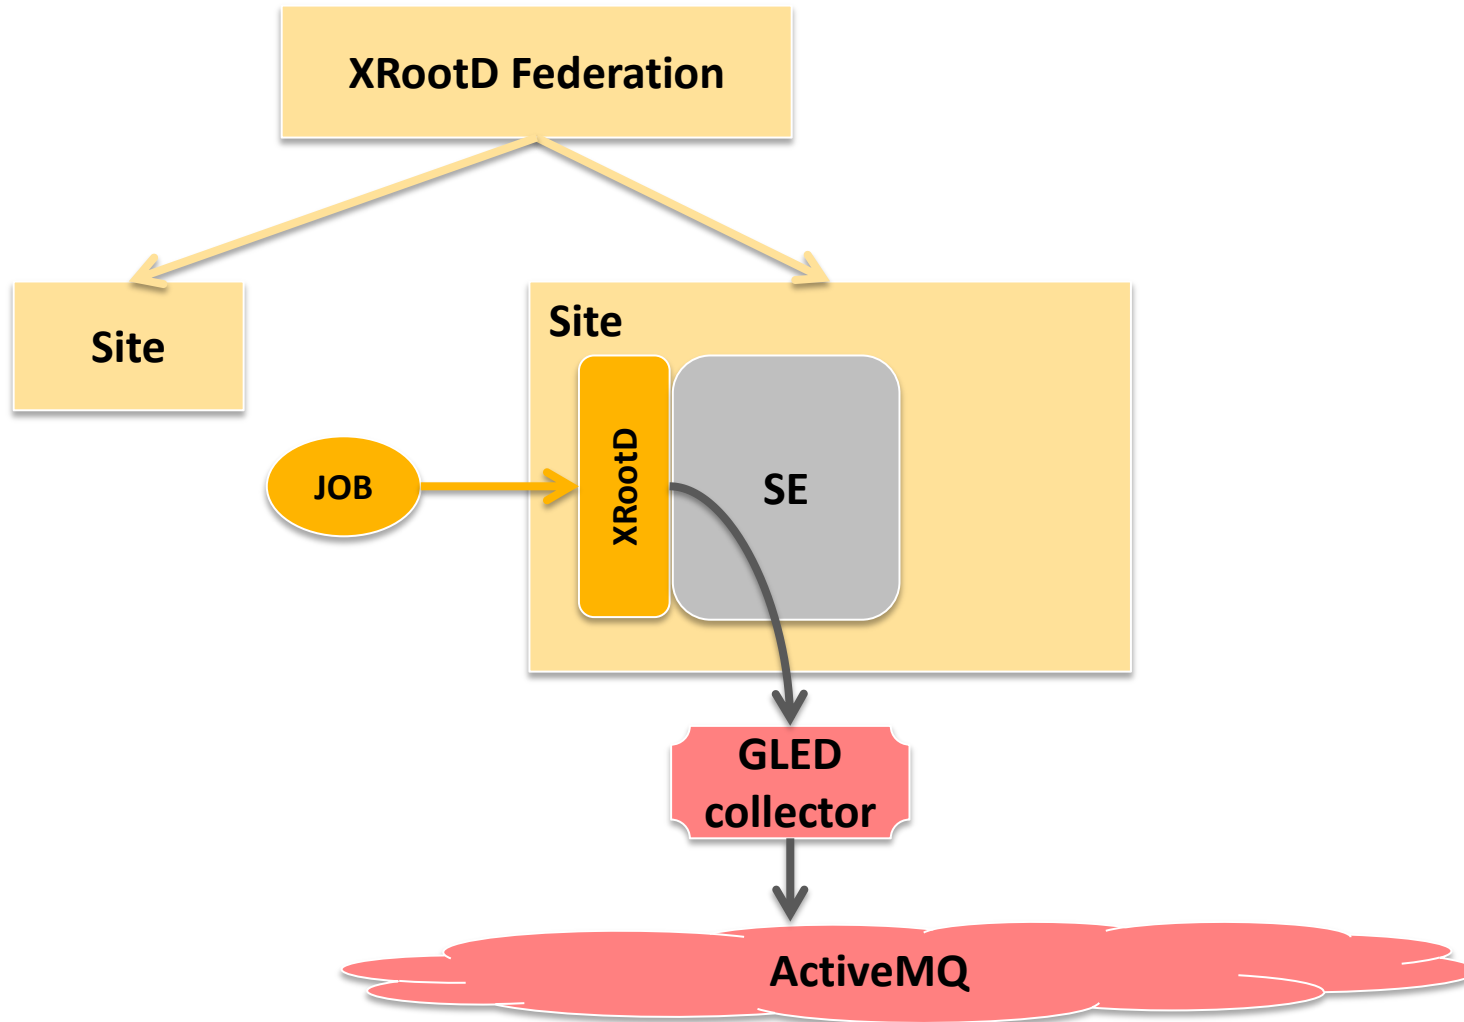 XRootD Federation
Site
Site
JOB
XRootD
SE
GLED
collector
ActiveMQ